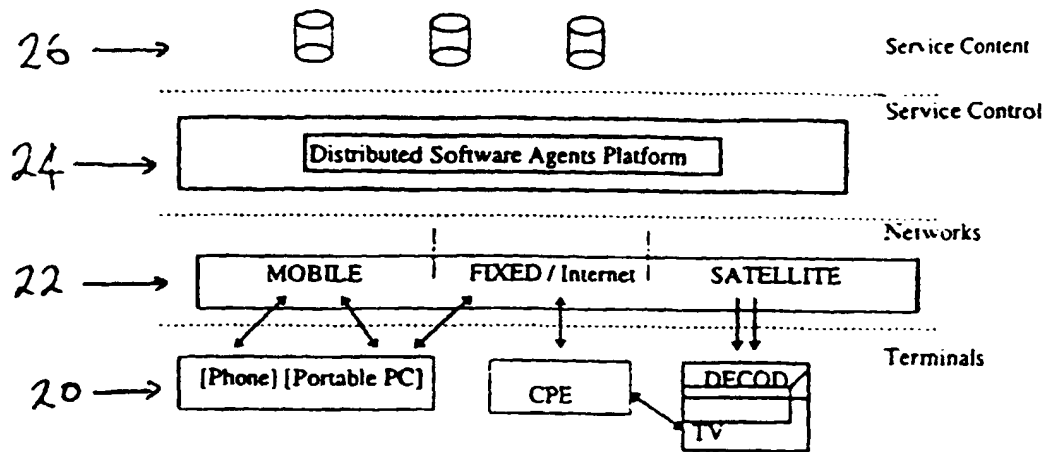 26
Service Content
Service Control
24
Distributed Software Agents Platform
Networks
22
MOBILE
FIXED / Internet
SATELLITE
Terminals
20
[Phone] [Portable PC]
CPE
DECOD
TV